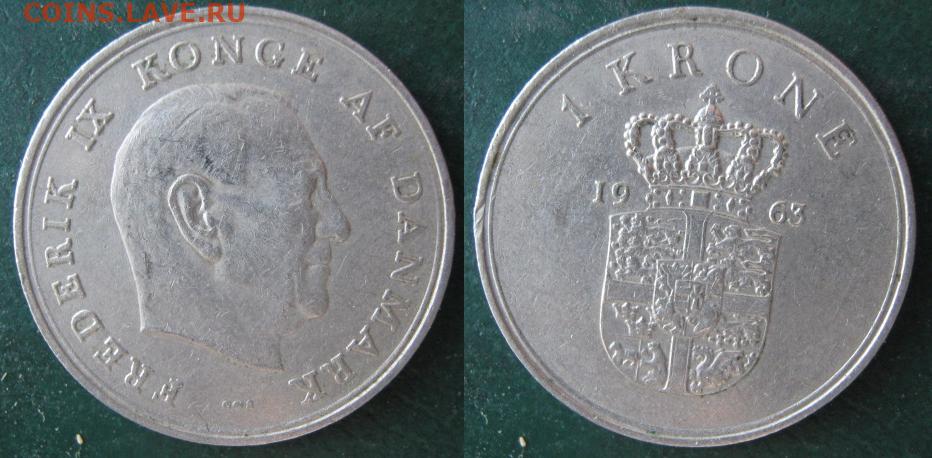 COINS.LAVE.RU
FREDERIK IX KONGE AF DANMARK
1 KRONE
19 63